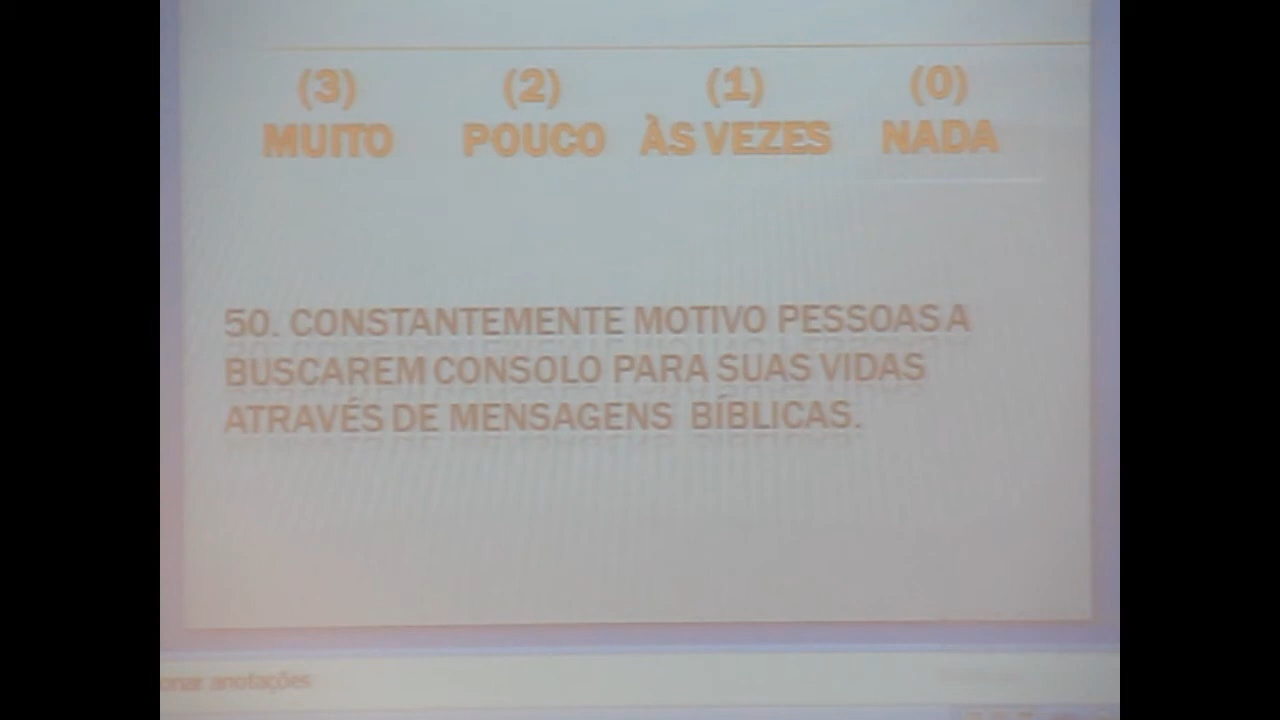 (3) (2) (1) (0)
MUITO POUCO ÀS VEZES NADA
50. CONSTANTEMENTE MOTIVO PESSOAS A
BUSCAREM CONSOLO PARA SUAS VIDAS
ATRAVÉS DE MENSAGENS BÍBLICAS.
anotações